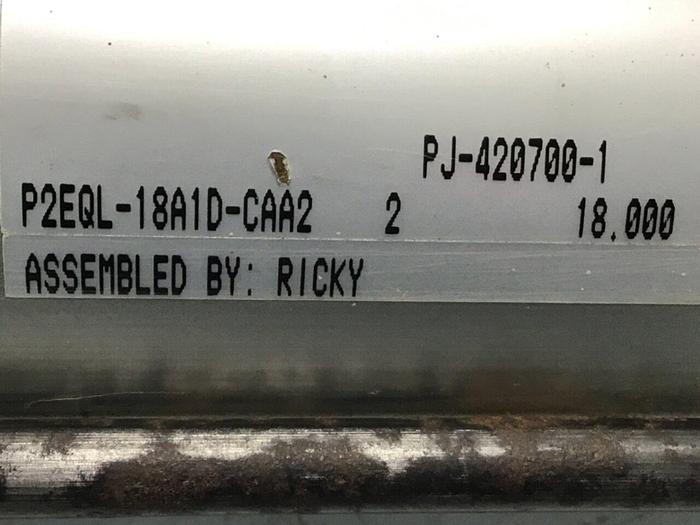 PJ-420700-1
P2EQL-18A1D-CAA2 2 18.000
ASSEMBLED BY: RICKY